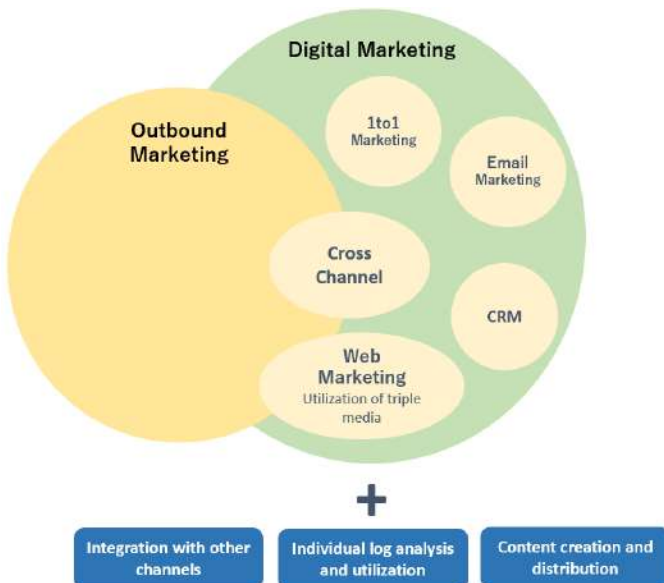 Digital Marketing
Outbound
Marketing
1to1
Marketing
Email
Marketing
Cross
Channel
CRM
Web
Marketing
Utilization of triple
media
+
Integration with other
channels
Individual log analysis
and utilization
Content creation and
distribution